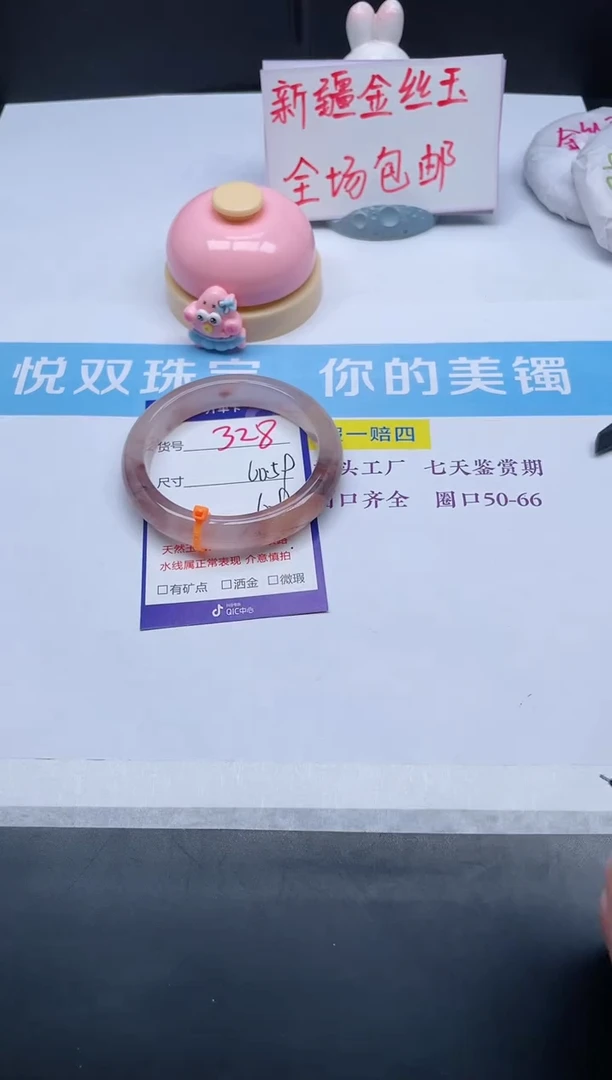 新疆金丝玉
全场包邮
金丝
悦双珠宝 你的美镯
货号 328
尺寸 60.5
一赔四
头工厂 七天鉴赏期
口齐全 圈口50-66
天然
水线属正常表现 介意慎拍
□有矿点 □洒金 □微瑕
QIC中心